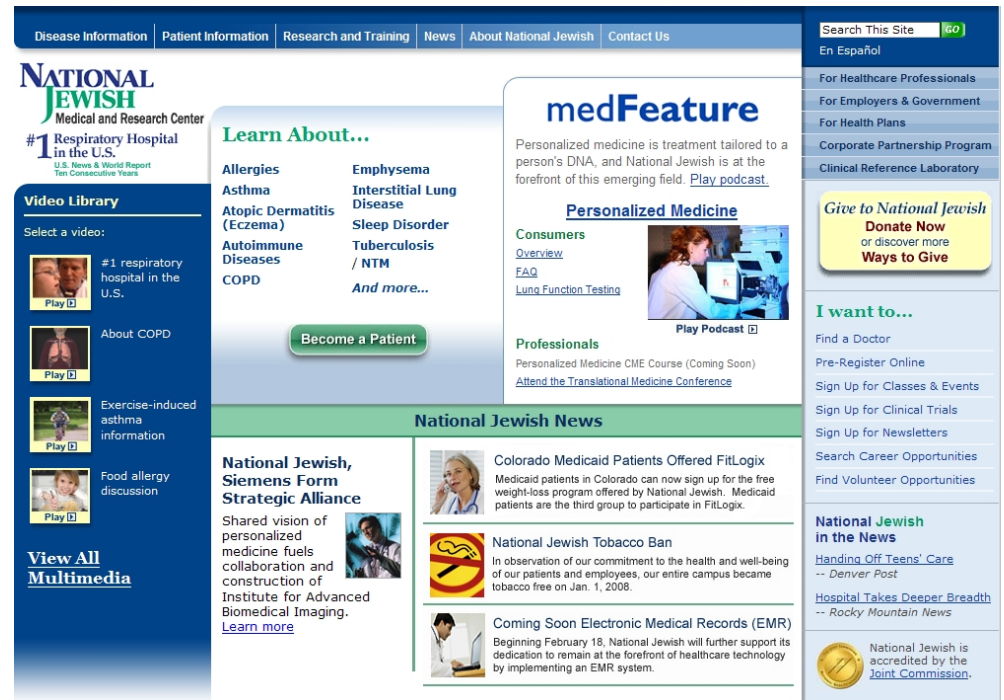 Disease Information
Patient Information
Research and Training
News
About National Jewish
Contact Us
Search This Site
GO
En Español
For Healthcare Professionals
For Employers & Government
For Health Plans
Corporate Partnership Program
Clinical Reference Laboratory
NATIONAL
JEWISH
Medical and Research Center
#1 Respiratory Hospital
in the U.S.
U.S. News & World Report
Ten Consecutive Years
Video Library
Select a video:
#1 respiratory
hospital in the
U.S.
Play
About COPD
Play
Exercise-induced
asthma
information
Play
Food allergy
discussion
Play
View All
Multimedia
Learn About...
Allergies
Asthma
Atopic Dermatitis
(Eczema)
Autoimmune
Diseases
COPD
Emphysema
Interstitial Lung
Disease
Sleep Disorder
Tuberculosis
/ NTM
And more...
Become a Patient
medFeature
Personalized medicine is treatment tailored to a
person's DNA, and National Jewish is at the
forefront of this emerging field. Play podcast.
Personalized Medicine
Consumers
Overview
FAQ
Lung Function Testing
Play Podcast
Professionals
Personalized Medicine CME Course (Coming Soon)
Attend the Translational Medicine Conference
National Jewish News
National Jewish,
Siemens Form
Strategic Alliance
Shared vision of
personalized
medicine fuels
collaboration and
construction of
Institute for Advanced
Biomedical Imaging.
Learn more
Colorado Medicaid Patients Offered FitLogix
Medicaid patients in Colorado can now sign up for the free
weight-loss program offered by National Jewish. Medicaid
patients are the third group to participate in FitLogix.
National Jewish Tobacco Ban
In observation of our commitment to the health and well-being
of our patients and employees, our entire campus became
tobacco free on Jan. 1, 2008.
Coming Soon Electronic Medical Records (EMR)
Beginning February 18, National Jewish will further support its
dedication to remain at the forefront of healthcare technology
by implementing an EMR system.
Give to National Jewish
Donate Now
or discover more
Ways to Give
I want to...
Find a Doctor
Pre-Register Online
Sign Up for Classes & Events
Sign Up for Clinical Trials
Sign Up for Newsletters
Search Career Opportunities
Find Volunteer Opportunities
National Jewish
in the News
Handing Off Teens' Care
-- Denver Post
Hospital Takes Deeper Breadth
-- Rocky Mountain News
National Jewish is
accredited by the
Joint Commission.